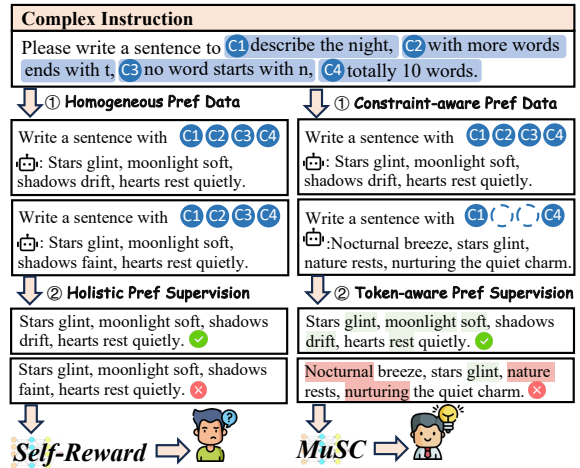 Complex Instruction
Please write a sentence to C1 describe the night, C2 with more words
ends with t, C3 no word starts with n, C4 totally 10 words.
① Homogeneous Pref Data
Write a sentence with C1 C2 C3 C4
: Stars glint, moonlight soft,
shadows drift, hearts rest quietly.
Write a sentence with C1 C2 C3 C4
: Stars glint, moonlight soft,
shadows faint, hearts rest quietly.
② Holistic Pref Supervision
Stars glint, moonlight soft, shadows
drift, hearts rest quietly.
Stars glint, moonlight soft, shadows
faint, hearts rest quietly.
Self-Reward
?
① Constraint-aware Pref Data
Write a sentence with C1 C2 C3 C4
: Stars glint, moonlight soft,
shadows drift, hearts rest quietly.
Write a sentence with C1 C4
:Nocturnal breeze, stars glint,
nature rests, nurturing the quiet charm.
② Token-aware Pref Supervision
Stars glint, moonlight soft, shadows
drift, hearts rest quietly.
Nocturnal breeze, stars glint, nature
rests, nurturing the quiet charm.
MuSC